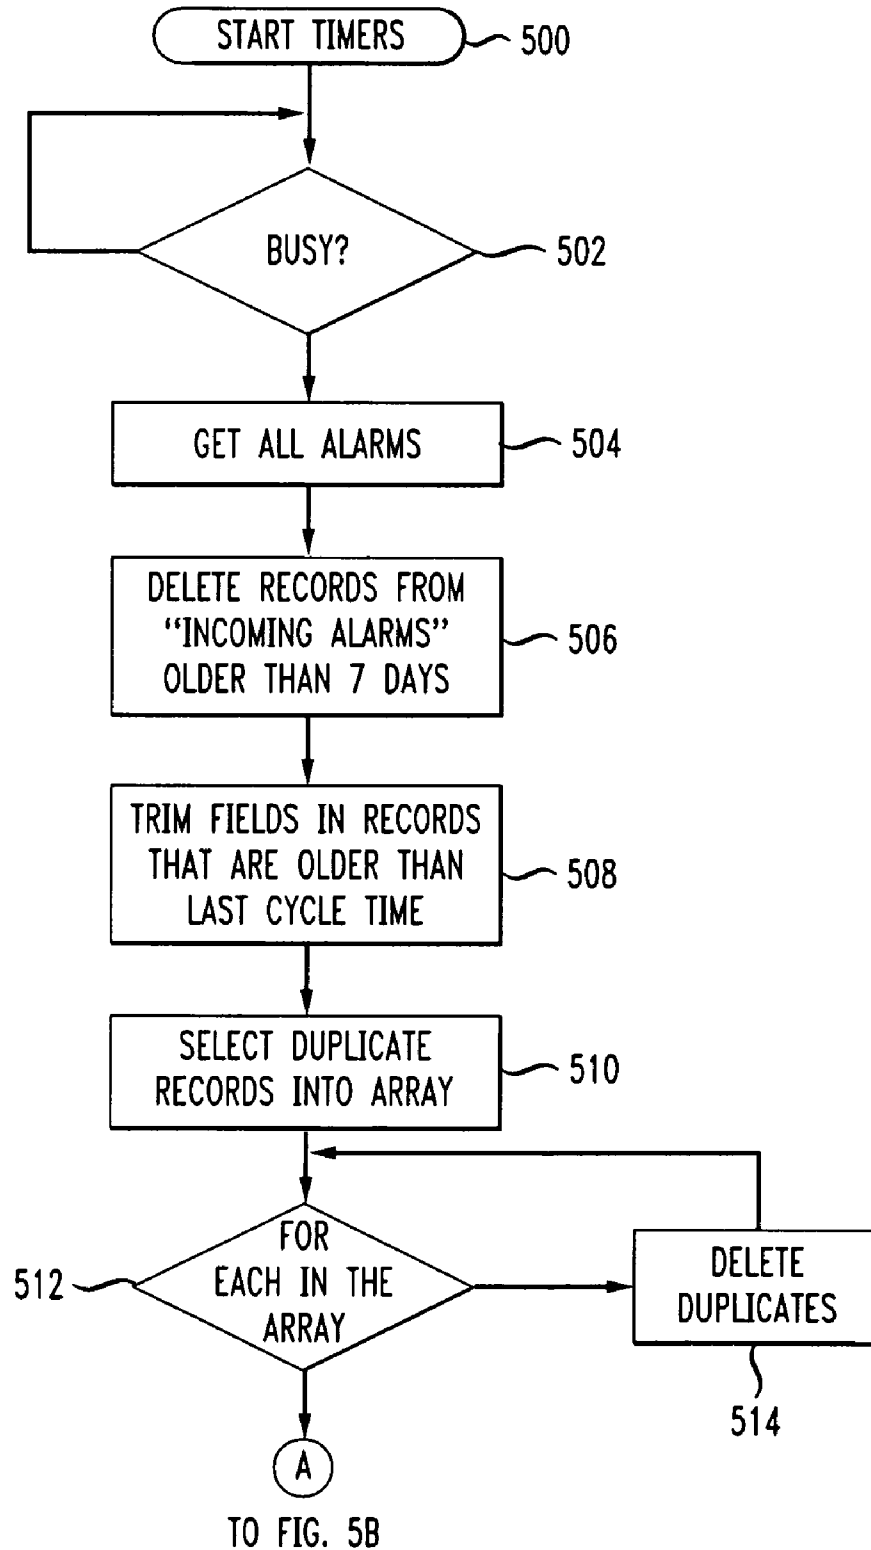 START TIMERS
500
BUSY?
502
GET ALL ALARMS
504
DELETE RECORDS FROM
“INCOMING ALARMS”
OLDER THAN 7 DAYS
506
TRIM FIELDS IN RECORDS
THAT ARE OLDER THAN
LAST CYCLE TIME
508
SELECT DUPLICATE
RECORDS INTO ARRAY
510
FOR
EACH IN THE
ARRAY
512
DELETE
DUPLICATES
514
A
TO FIG. 5B